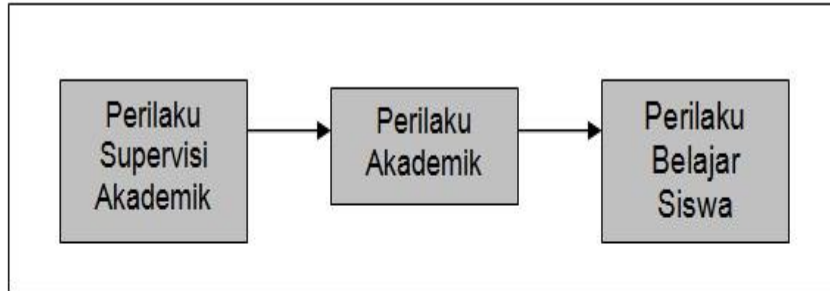 Perilaku
Supervisi
Akademik
Perilaku
Akademik
Perilaku
Belajar
Siswa